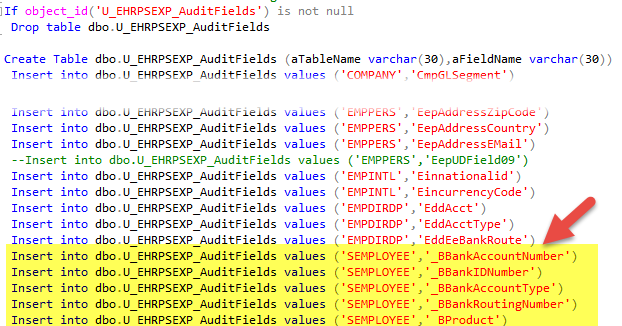 If object_id('U_EHRPSEXP_AuditFields') is not null
Drop table dbo.U_EHRPSEXP_AuditFields
Create Table dbo.U_EHRPSEXP_AuditFields (aTableName varchar(30),aFieldName varchar(30))
Insert into dbo.U_EHRPSEXP_AuditFields values ('COMPANY','CmpGLSegment')
Insert into dbo.U_EHRPSEXP_AuditFields values ('EMPPERS','EepAddressZipCode')
Insert into dbo.U_EHRPSEXP_AuditFields values ('EMPPERS','EepAddressCountry')
Insert into dbo.U_EHRPSEXP_AuditFields values ('EMPPERS','EepAddressEMail')
--Insert into dbo.U_EHRPSEXP_AuditFields values ('EMPPERS','EepUDField09')
Insert into dbo.U_EHRPSEXP_AuditFields values ('EMPINTL','Einnationalid')
Insert into dbo.U_EHRPSEXP_AuditFields values ('EMPINTL','EincurrencyCode')
Insert into dbo.U_EHRPSEXP_AuditFields values ('EMPDIRDP','EddAcct')
Insert into dbo.U_EHRPSEXP_AuditFields values ('EMPDIRDP','EddAcctType')
Insert into dbo.U_EHRPSEXP_AuditFields values ('EMPDIRDP','EddEeBankRoute')
Insert into dbo.U_EHRPSEXP_AuditFields values ('SEMPLOYEE','_BBankAccountNumber')
Insert into dbo.U_EHRPSEXP_AuditFields values ('SEMPLOYEE','_BBankIDNumber')
Insert into dbo.U_EHRPSEXP_AuditFields values ('SEMPLOYEE','_BBankAccountType')
Insert into dbo.U_EHRPSEXP_AuditFields values ('SEMPLOYEE','_BBankRoutingNumber')
Insert into dbo.U_EHRPSEXP_AuditFields values ('SEMPLOYEE','_BProduct')